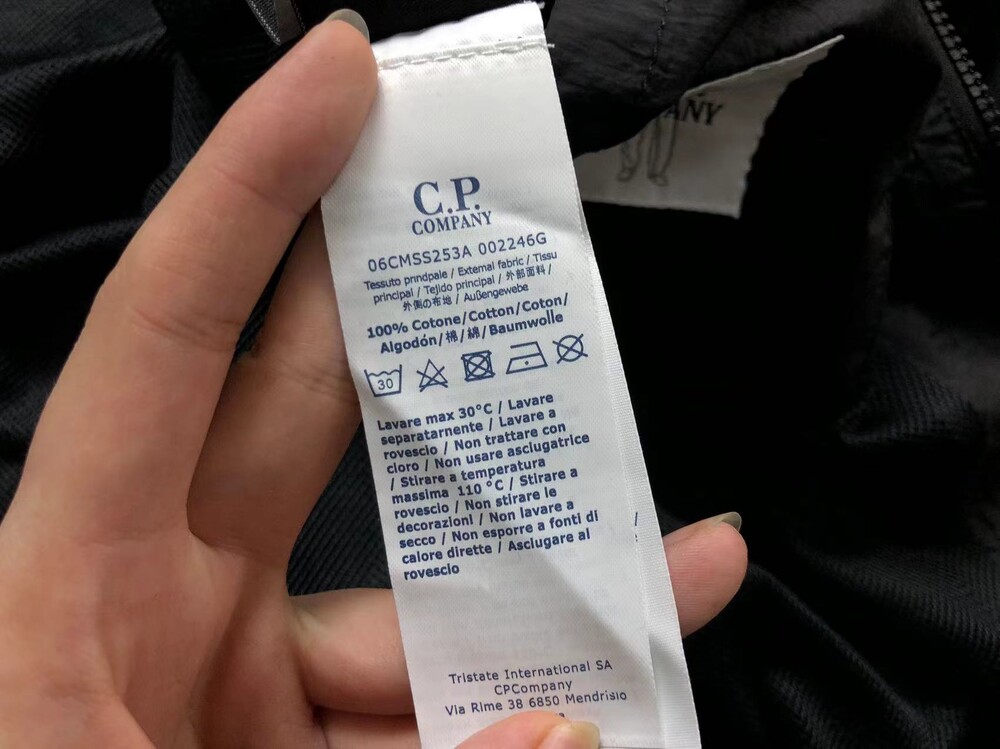 C.P.
COMPANY
06CMSS253A 002246G
Tessuto prndpale / External fabric / Tissu
principal / Tejido principal / 外部面料 /
外側の布地 / Außengewebe
100% Cotone/Cotton/Coton/
Algodón/棉/綿/Baumwolle
30
Lavare max 30°C / Lavare
separatarnente / Lavare a
rovescio / Non trattare con
cloro / Non usare asciugatrice
/ Stirare a temperatura
massima 110 °C / Stirare a
rovescio / Non stirare le
decorazioni / Non lavare a
secco / Non esporre a fonti di
calore dirette / Asciugare al
rovescio
Tristate International SA
CPCompany
Via Rime 38 6850 Mendrisio
ANY